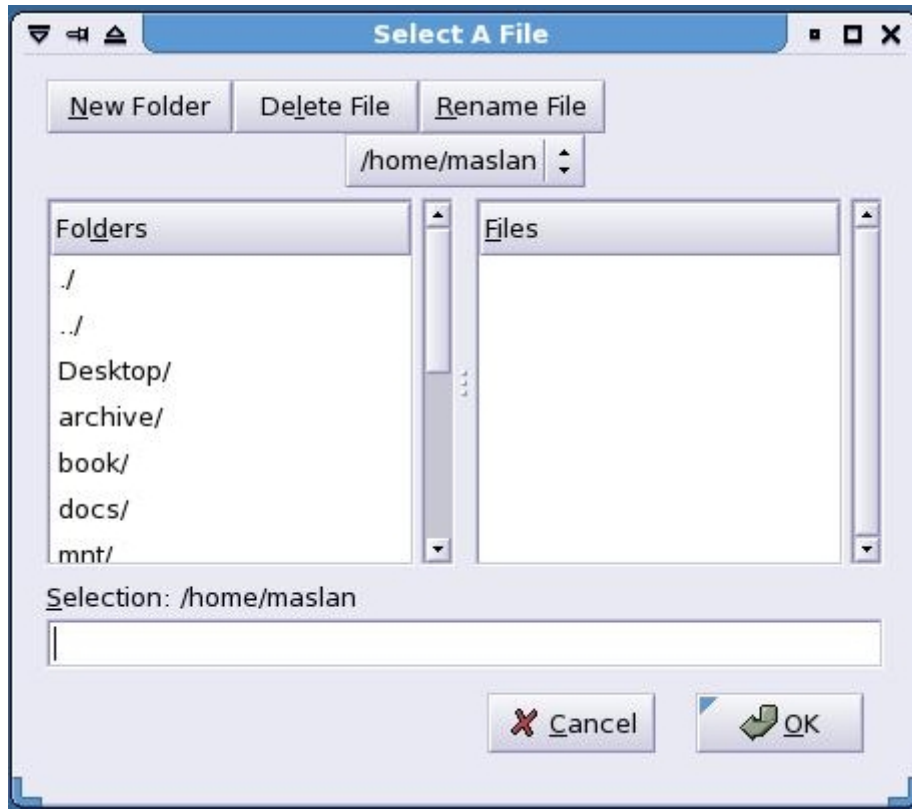 Select A File
New Folder Delete File Rename File
/home/maslan
Folders Files
./
../
Desktop/
archive/
book/
docs/
mnt/
Selection: /home/maslan
Cancel OK